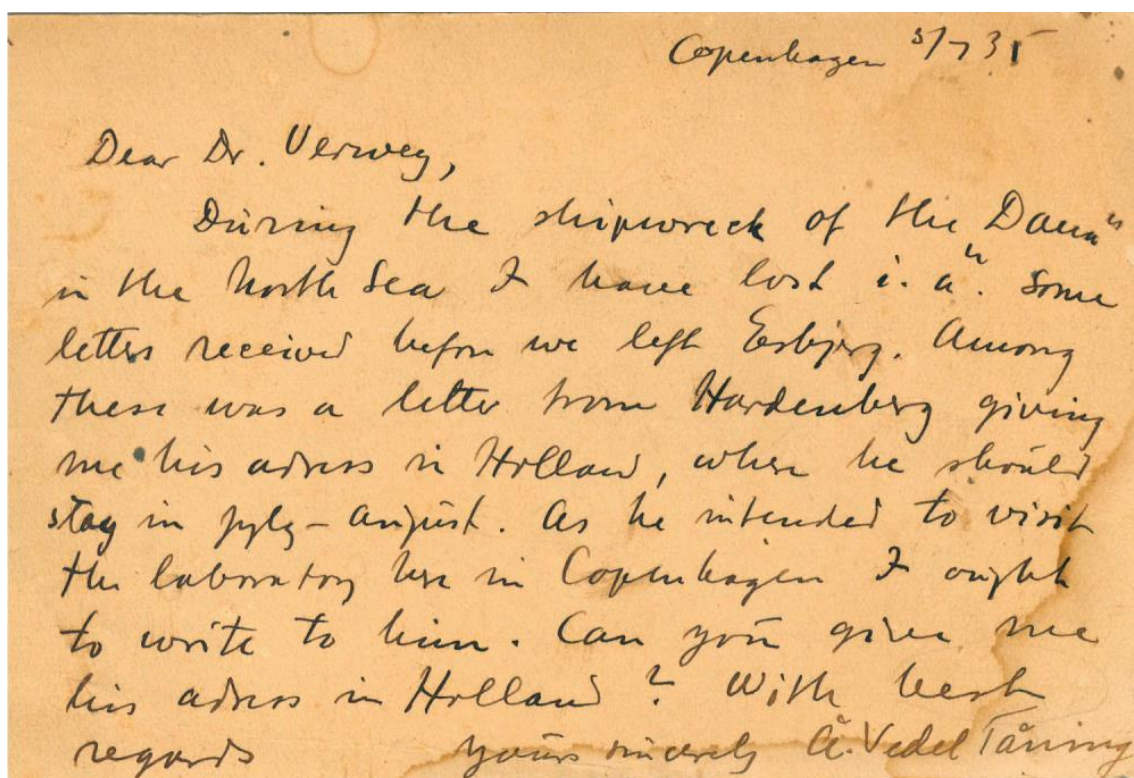 Copenhagen 5/7 35
Dear Dr. Verwey,
During the shipwreck of the "Dana"
in the North Sea I have lost i. a. some
letters received before we left Esbjerg. Among
these was a letter from Hardenberg giving
me his adress in Holland, where he should
stay in july - august. As he intended to visit
the laboratory here in Copenhagen I ought
to write to him. Can you give me
his adress in Holland? With best
regards yours sincerely Å. Vedel Tåning